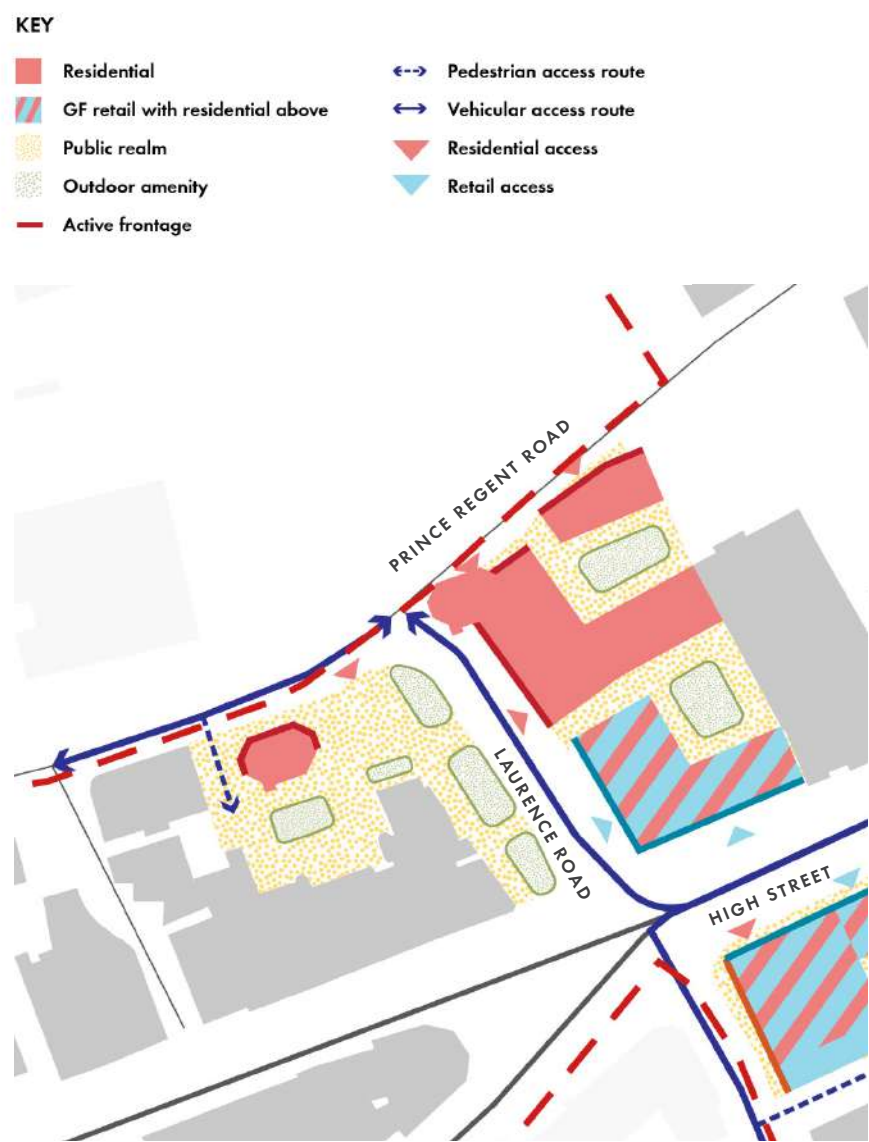 KEY
Residential
GF retail with residential above
Public realm
Outdoor amenity
Active frontage
Pedestrian access route
Vehicular access route
Residential access
Retail access
PRINCE REGENT ROAD
LAURENCE ROAD
HIGH STREET